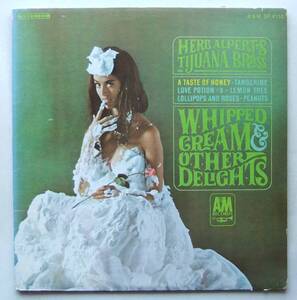 HERB ALPERT'S
TIJUANA BRASS
A TASTE OF HONEY · TANGERINE
LOVE POTION #9 · LEMON TREE
LOLLIPOPS AND ROSES · PEANUTS
WHIPPED
CREAM &
OTHER
DELIGHTS
A&M
RECORDS